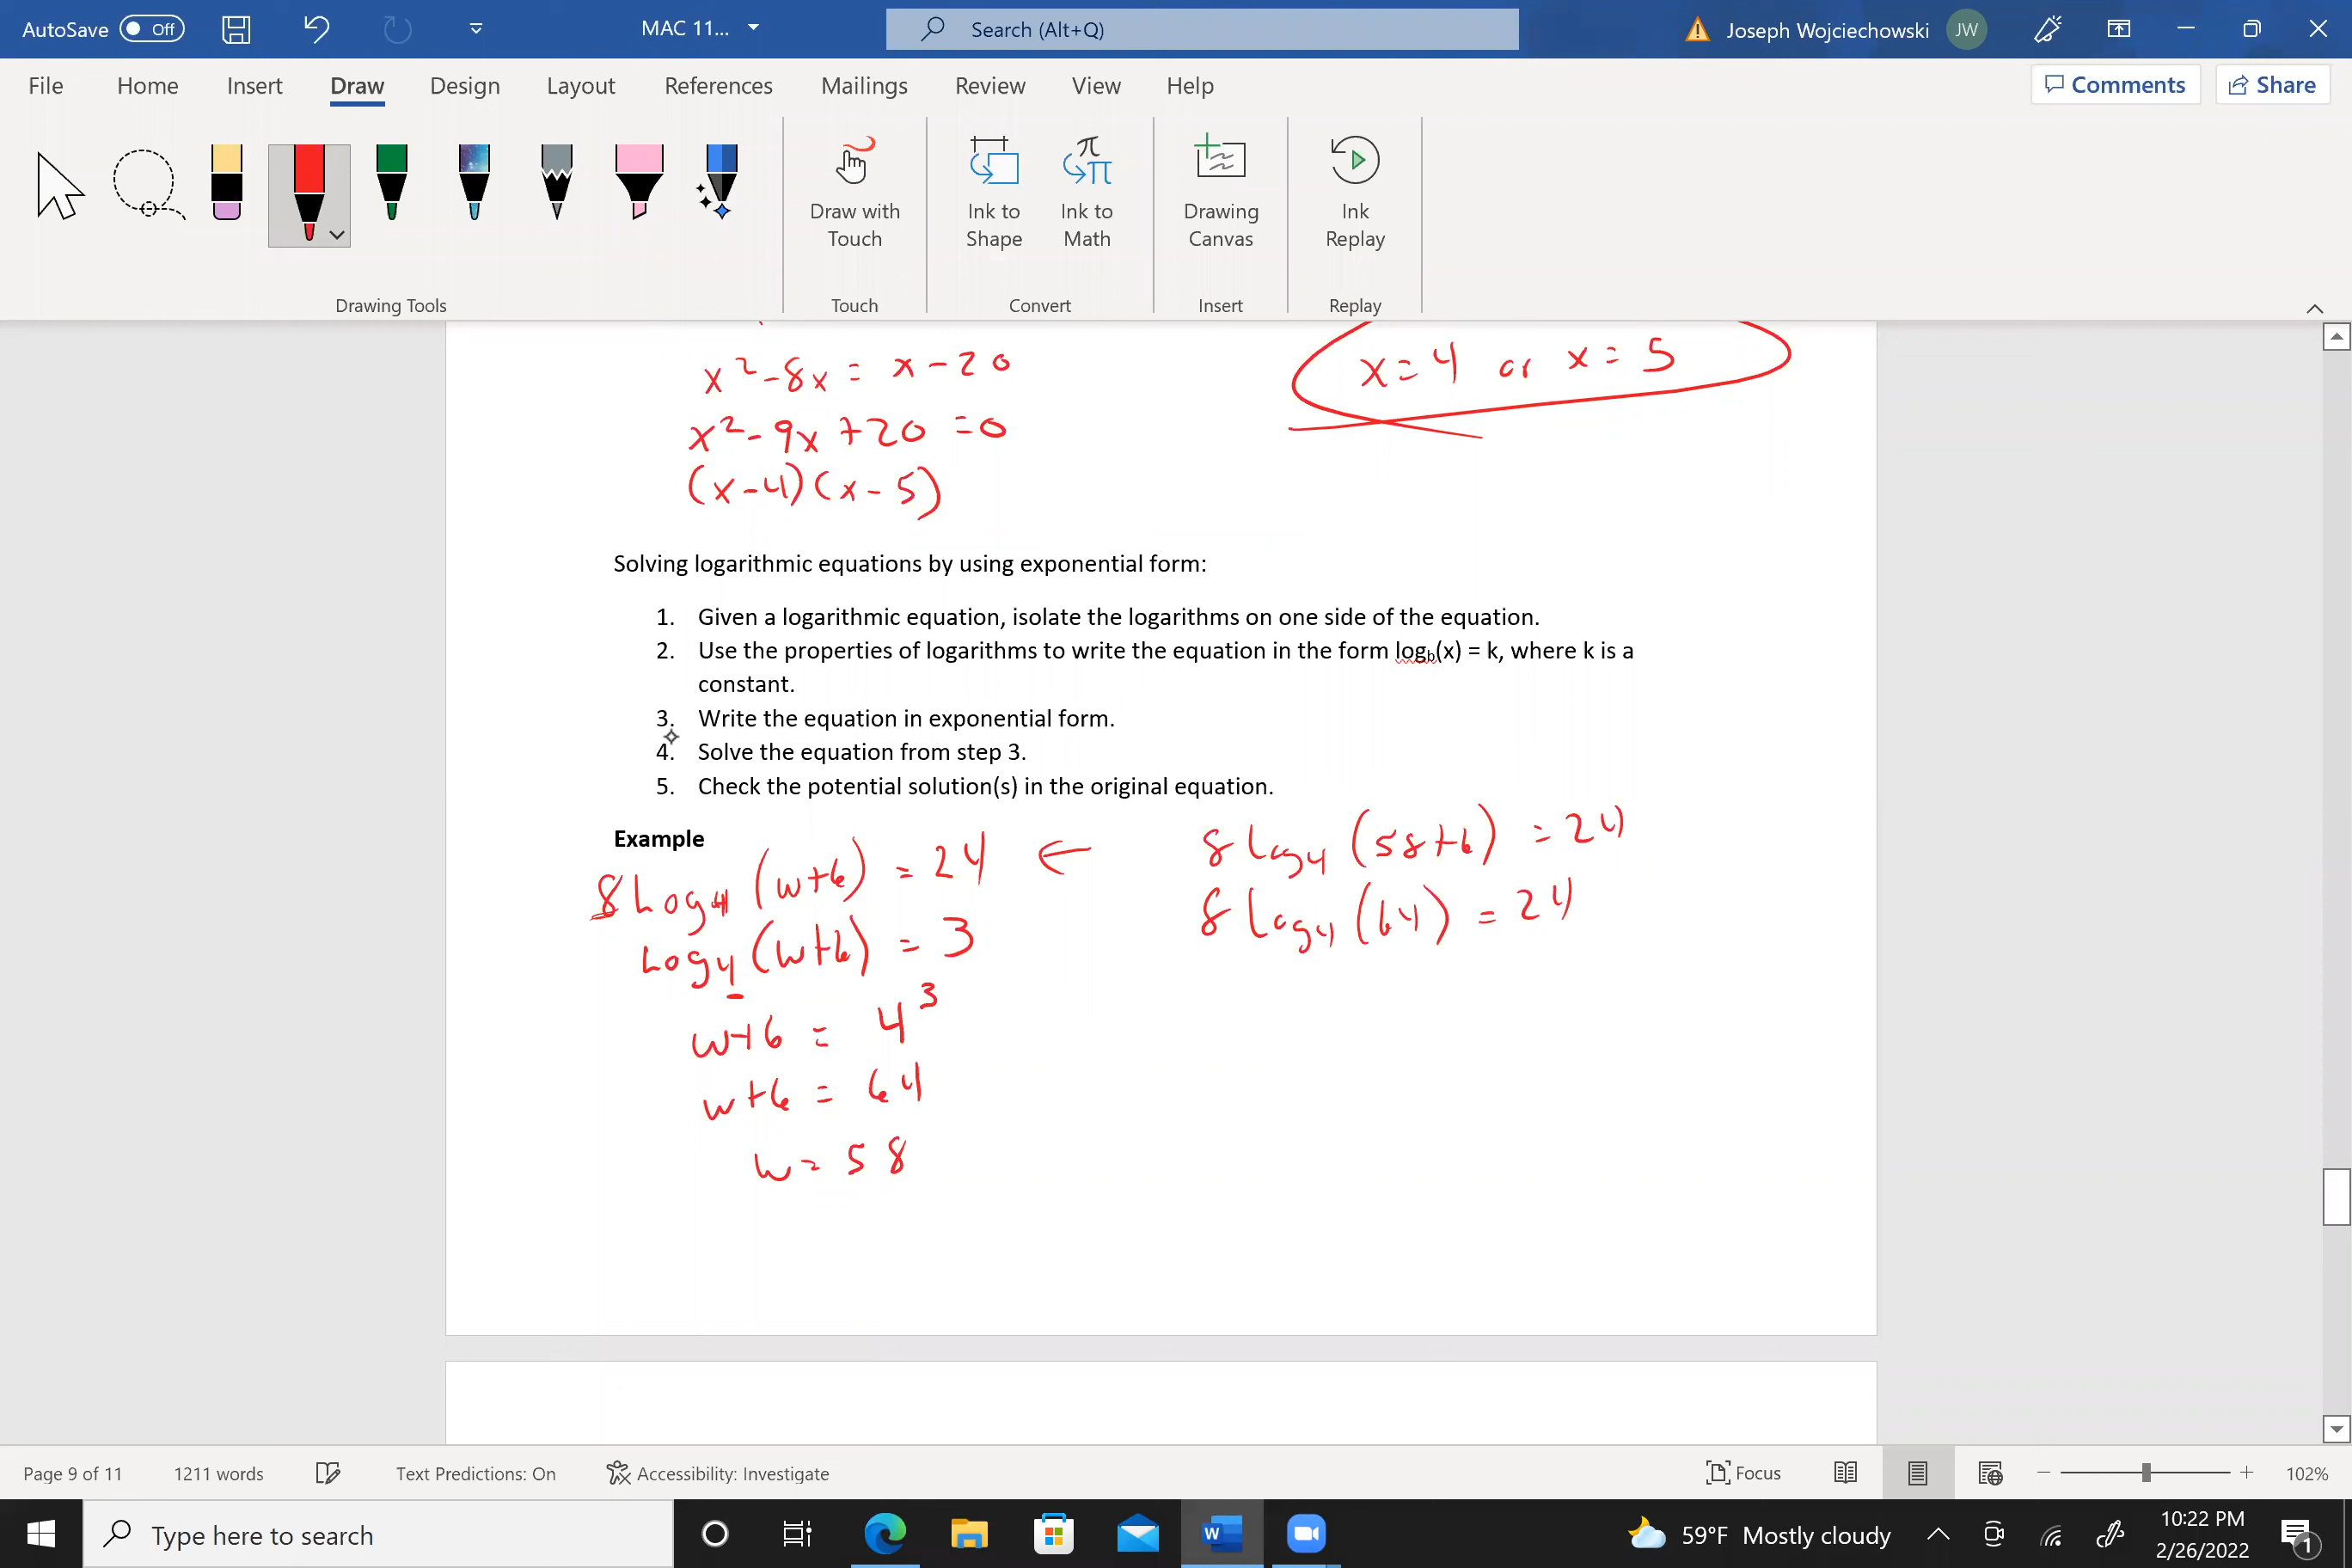 AutoSave Off MAC 11... Search (Alt+Q) Joseph Wojciechowski JW
File Home Insert Draw Design Layout References Mailings Review View Help Comments Share
Draw with Touch
Ink to Shape
Ink to Math
Drawing Canvas
Ink Replay
Drawing Tools Touch Convert Insert Replay
x² - 8x = x - 20
x = 4 or x = 5
x² - 9x + 20 = 0
(x - 4)(x - 5)
Solving logarithmic equations by using exponential form:
1. Given a logarithmic equation, isolate the logarithms on one side of the equation.
2. Use the properties of logarithms to write the equation in the form log_b(x) = k, where k is a
constant.
3. Write the equation in exponential form.
4. Solve the equation from step 3.
5. Check the potential solution(s) in the original equation.
Example
8 Log₄ (w+6) = 24 ←
Log₄ (w+6) = 3
w+6 = 4³
w+6 = 64
w = 58
8 log₄ (58+6) = 24
8 log₄ (64) = 24
Page 9 of 11 1211 words Text Predictions: On Accessibility: Investigate Focus 102%
Type here to search W 59°F Mostly cloudy 10:22 PM
2/26/2022 1